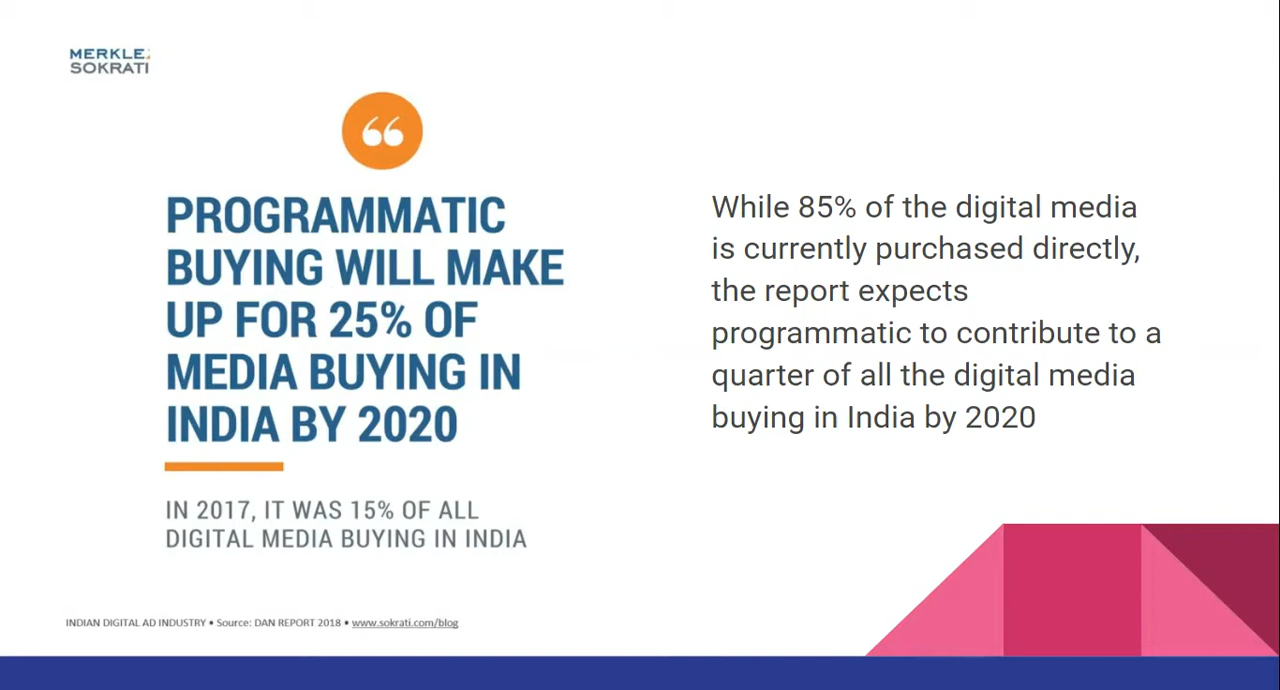 MERKLE
SOKRATI
PROGRAMMATIC
BUYING WILL MAKE
UP FOR 25% OF
MEDIA BUYING IN
INDIA BY 2020
IN 2017, IT WAS 15% OF ALL
DIGITAL MEDIA BUYING IN INDIA
While 85% of the digital media
is currently purchased directly,
the report expects
programmatic to contribute to a
quarter of all the digital media
buying in India by 2020
INDIAN DIGITAL AD INDUSTRY • Source: DAN REPORT 2018 • www.sokrati.com/blog